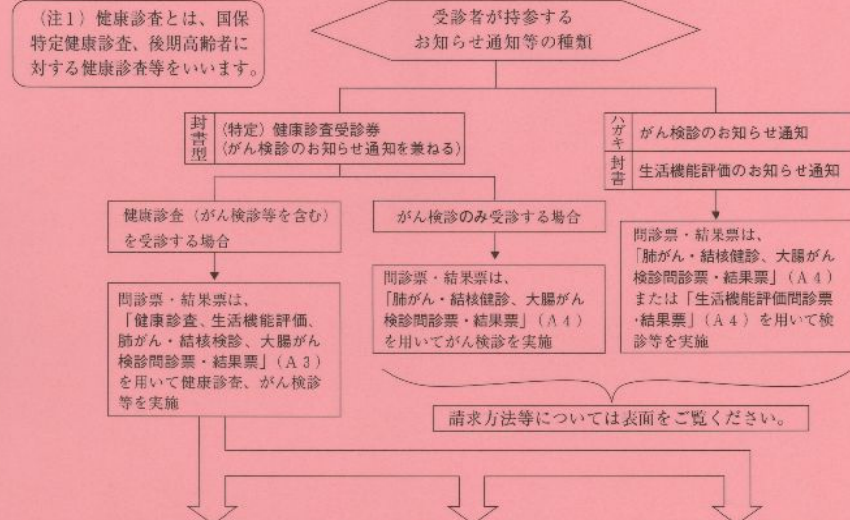 （注１）健康診査とは、国保
特定健康診査、後期高齢者に
対する健康診査等をいいます。
受診者が持参する
お知らせ通知等の種類
封書型
（特定）健康診査受診券
（がん検診のお知らせ通知を兼ねる）
ハガキ
がん検診のお知らせ通知
封書
生活機能評価のお知らせ通知
健康診査（がん検診等を含む）
を受診する場合
がん検診のみ受診する場合
問診票・結果票は、
「健康診査、生活機能評価、
肺がん・結核検診、大腸がん
検診問診票・結果票」（Ａ３）
を用いて健康診査、がん検診
等を実施
問診票・結果票は、
「肺がん・結核健診、大腸がん
検診問診票・結果票」（Ａ４）
を用いてがん検診を実施
問診票・結果票は、
「肺がん・結核健診、大腸がん
検診問診票・結果票」（Ａ４）
または「生活機能評価問診票
・結果票」（Ａ４）を用いて検
診等を実施
請求方法等については表面をご覧ください。